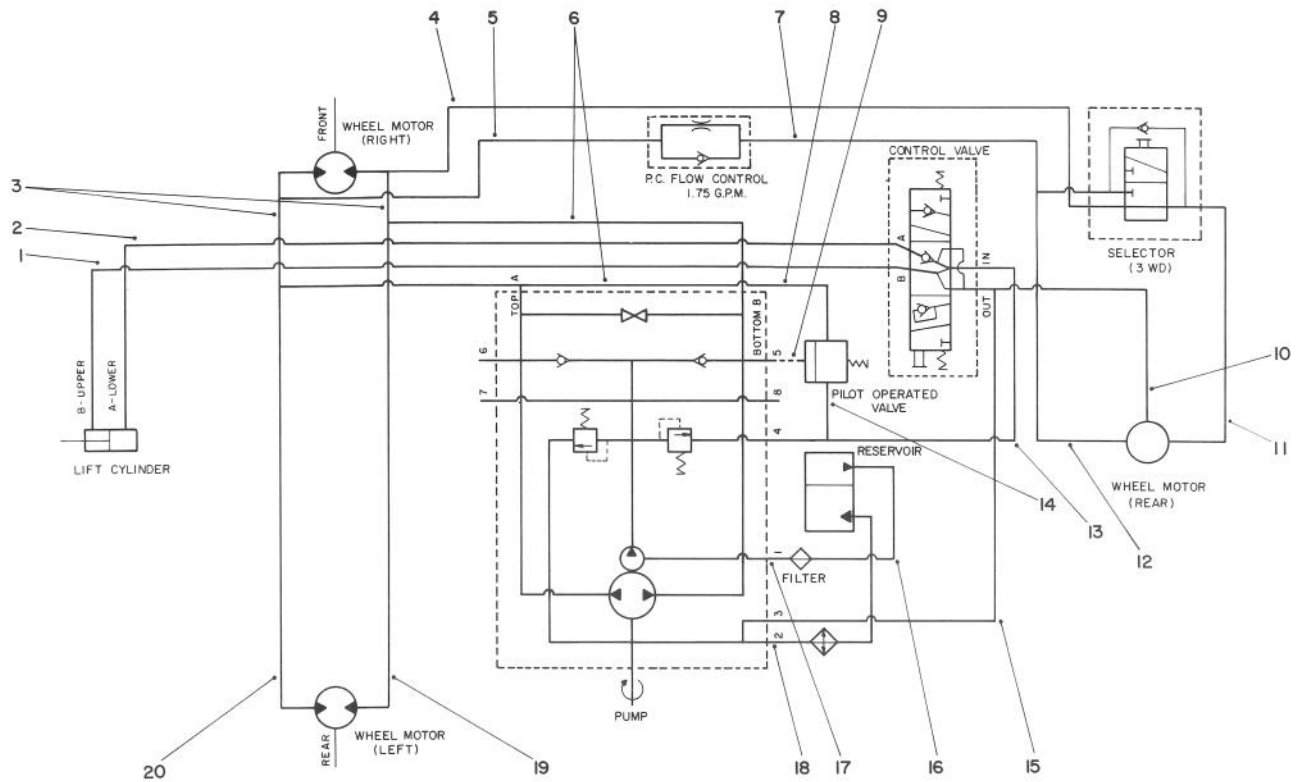 4 5 6 7 8 9
FRONT
WHEEL MOTOR
(RIGHT)
P.C. FLOW CONTROL
1.75 G.P.M.
CONTROL VALVE
A
B
IN
OUT
SELECTOR
(3 WD)
3
2
1
TOP A
BOTTOM B
6
5
7
8
4
PILOT OPERATED
VALVE
B-UPPER
A-LOWER
LIFT CYLINDER
RESERVOIR
10
11
WHEEL MOTOR
(REAR)
12
13
14
1
FILTER
3
2
PUMP
REAR
WHEEL MOTOR
(LEFT)
20 19 18 17 16 15